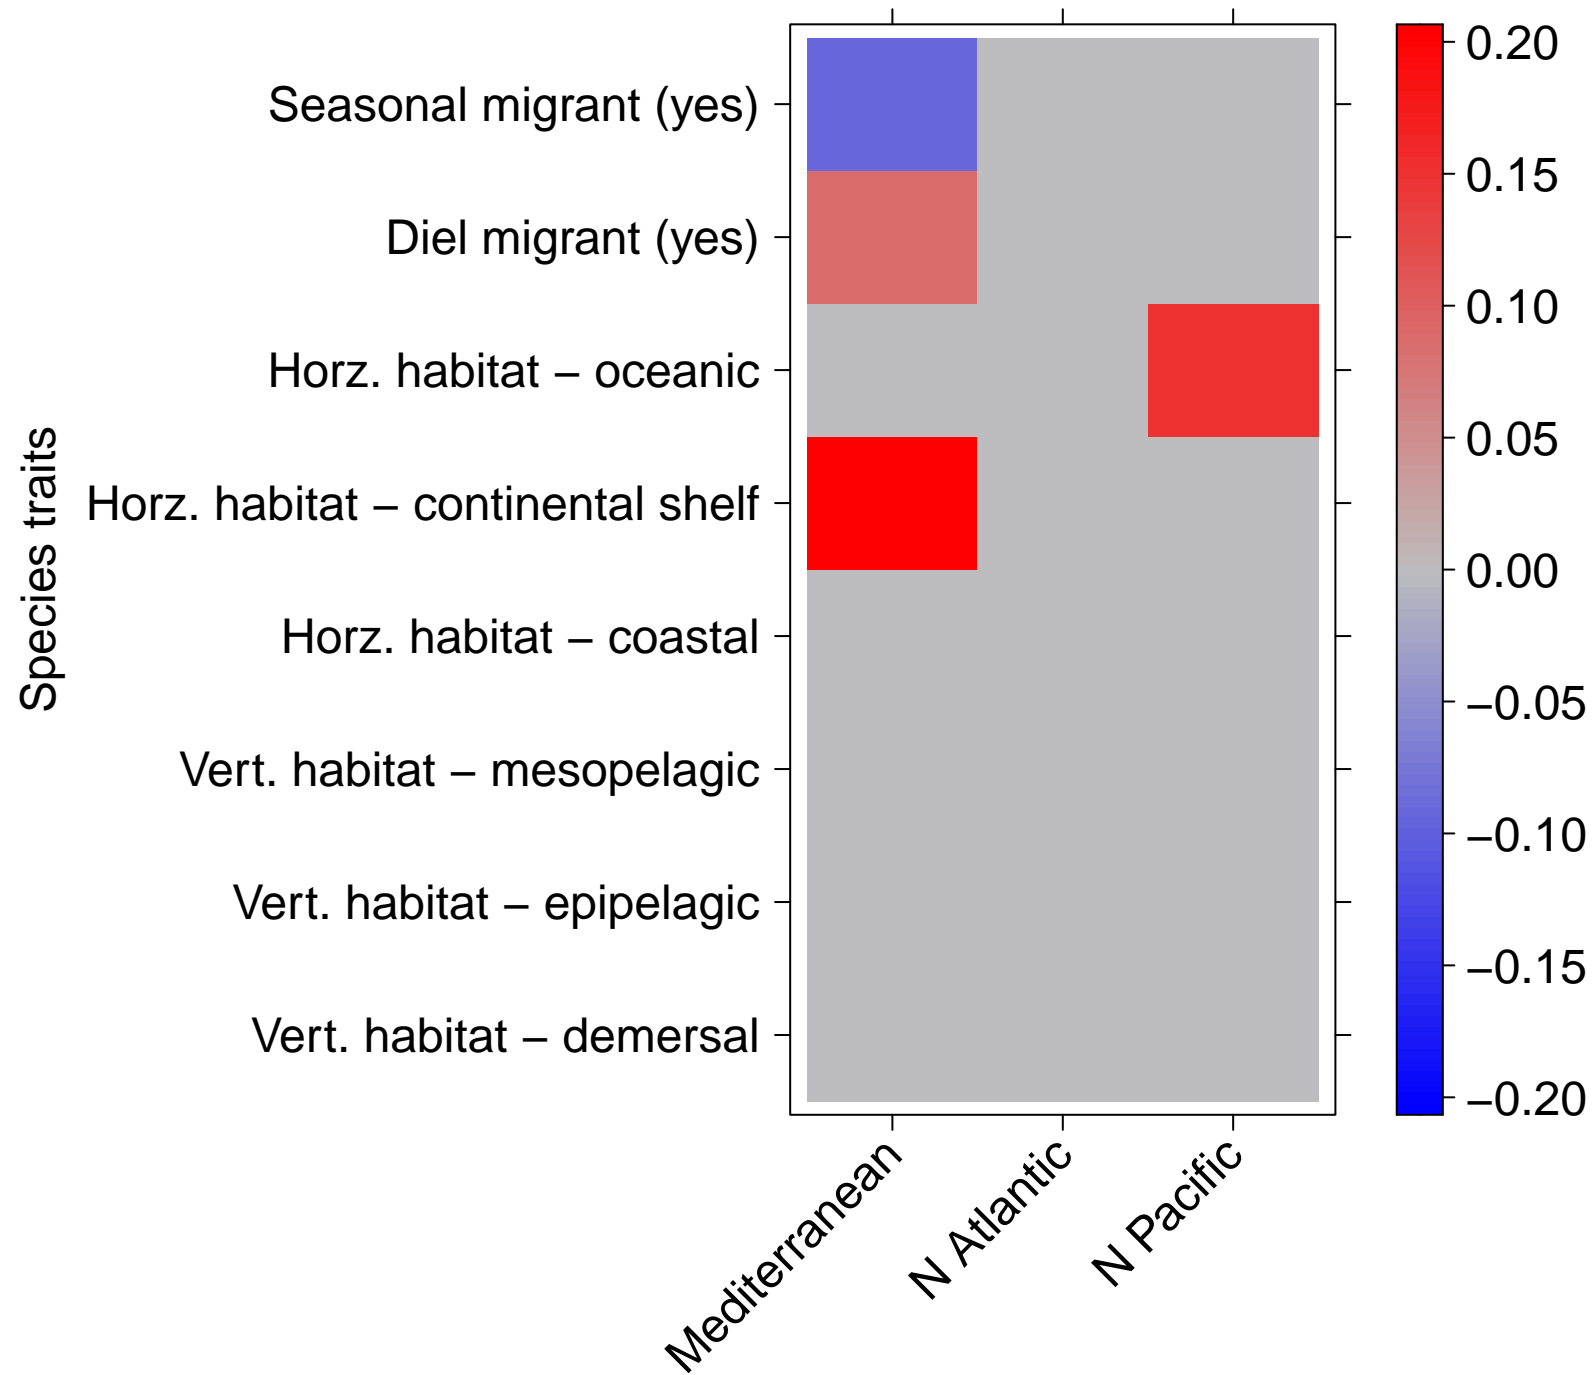 Species traits
Seasonal migrant (yes)
Diel migrant (yes)
Horz. habitat – oceanic
Horz. habitat – continental shelf
Horz. habitat – coastal
Vert. habitat – mesopelagic
Vert. habitat – epipelagic
Vert. habitat – demersal
Mediterranean
N Atlantic
N Pacific
0.20
0.15
0.10
0.05
0.00
−0.05
−0.10
−0.15
−0.20